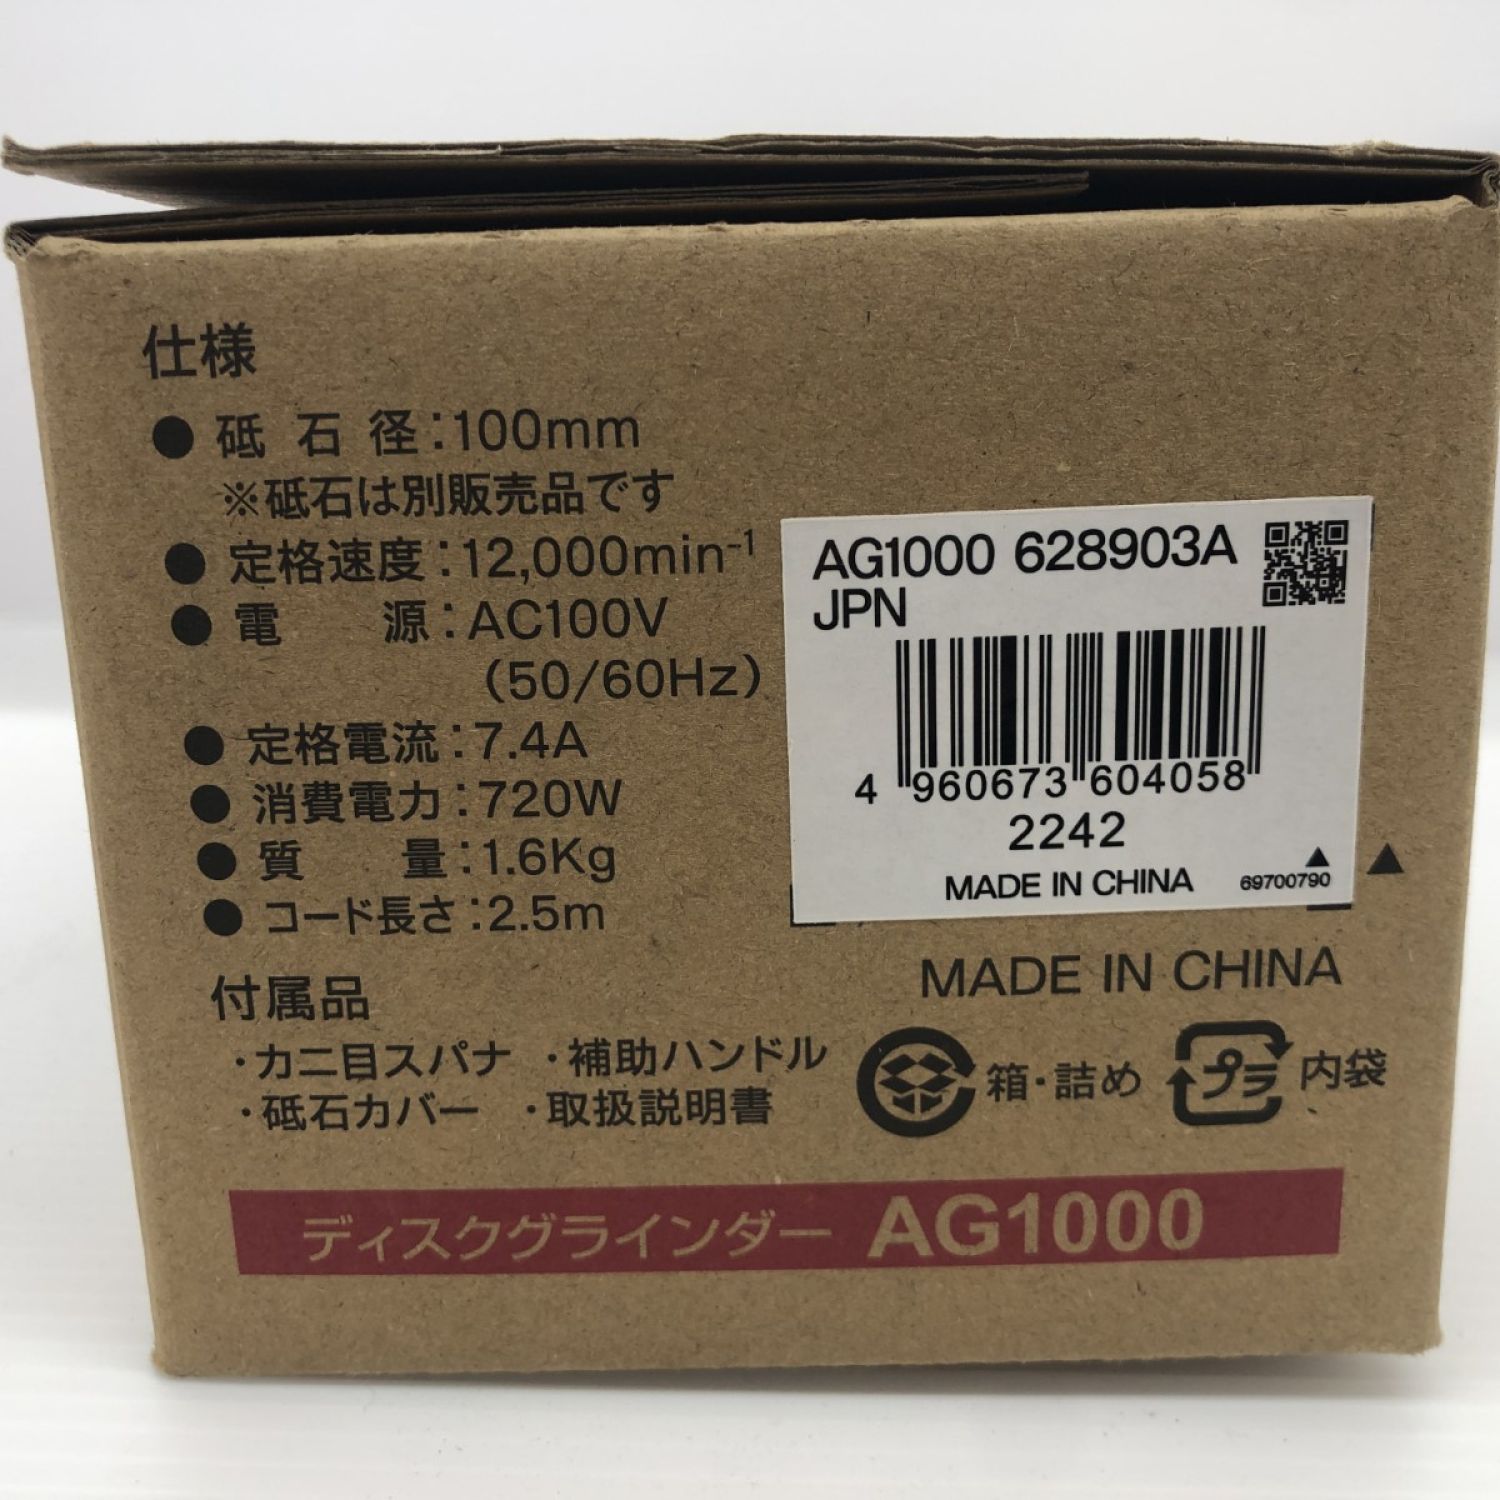 仕様
● 砥石径：100mm
※砥石は別販売品です
● 定格速度：12,000min-1
● 電源：AC100V
（50/60Hz）
● 定格電流：7.4A
● 消費電力：720W
● 質量：1.6Kg
● コード長さ：2.5m
付属品
・カニ目スパナ ・補助ハンドル
・砥石カバー ・取扱説明書
AG1000 628903A
JPN
4 960673 604058
2242
MADE IN CHINA 69700790
MADE IN CHINA
箱・詰め プラ 内袋
ディスクグラインダー AG1000